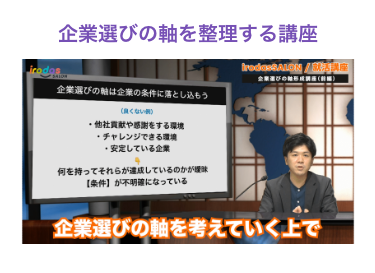 企業選びの軸を整理する講座
irodas
SALON
irodasSALON / 就活講座
企業選びの軸形成講座(前編)
企業選びの軸は企業の条件に落とし込もう
(良くない例)
・他社貢献や感謝をする環境
・チャレンジできる環境
・安定している企業
👇
何を持ってそれらが達成しているのかが曖昧
【条件】が不明確になっている
企業選びの軸を考えていく上で